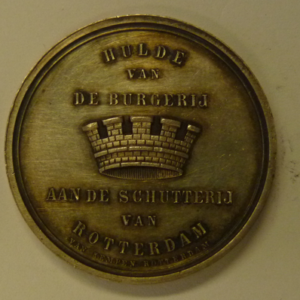 HULDE
VAN
DE BURGERIJ
AAN DE SCHUTTERIJ
VAN
ROTTERDAM